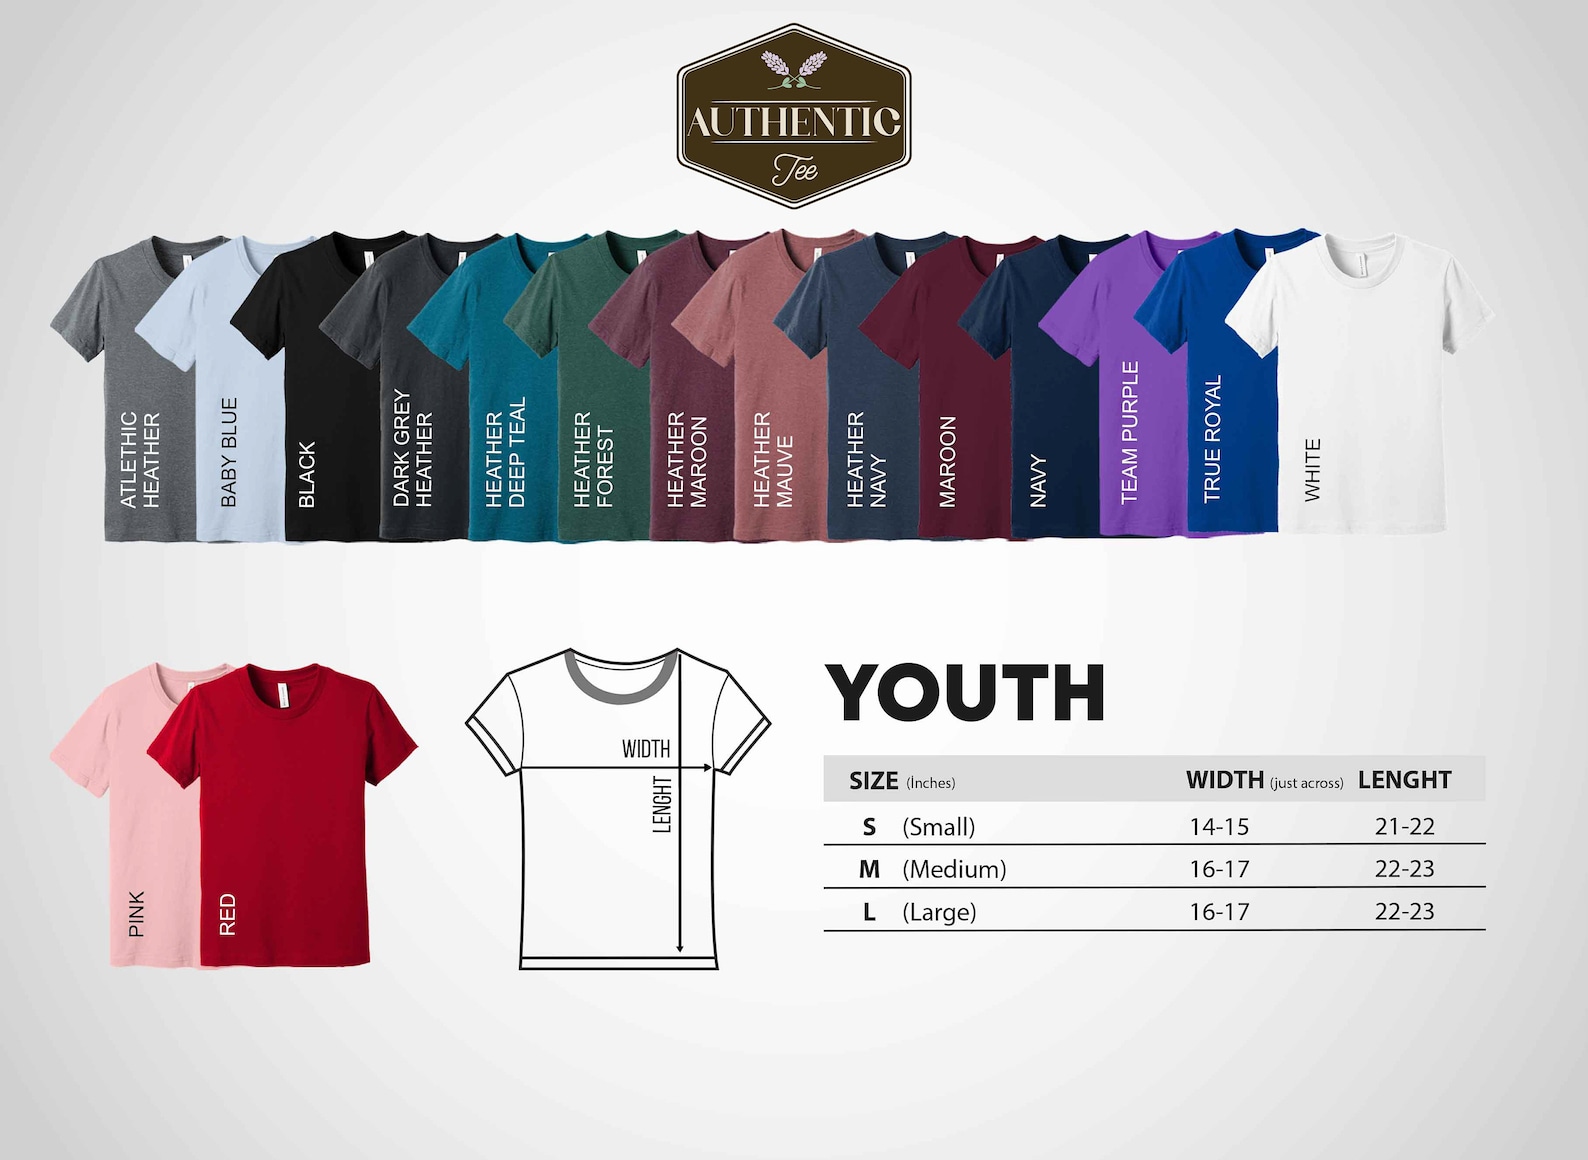 AUTHENTIC
Tee
ATLETHIC
HEATHER
BABY BLUE
BLACK
DARK GREY
HEATHER
HEATHER
DEEP TEAL
HEATHER
FOREST
HEATHER
MAROON
HEATHER
MAUVE
HEATHER
NAVY
MAROON
NAVY
TEAM PURPLE
TRUE ROYAL
WHITE
PINK
RED
WIDTH
LENGHT
YOUTH
SIZE (İnches) WIDTH (just across) LENGHT
S (Small) 14-15 21-22
M (Medium) 16-17 22-23
L (Large) 16-17 22-23